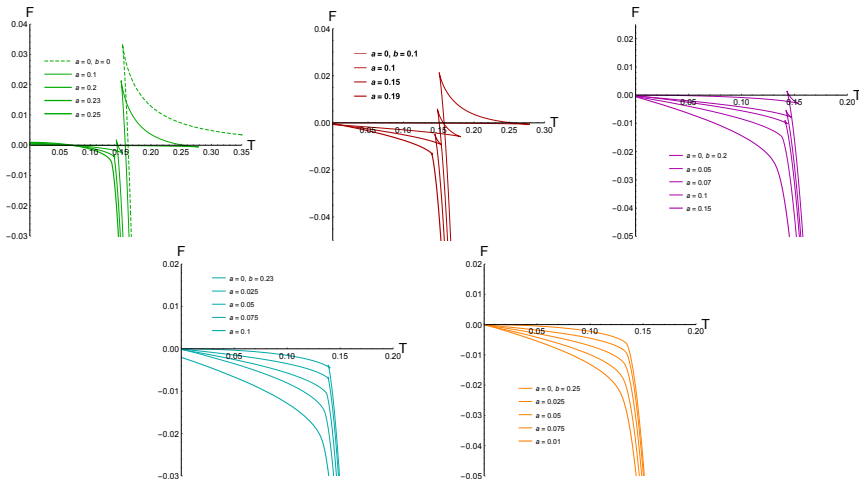 F
0.04
0.03
a = 0, b = 0
a = 0.1
0.02
a = 0.2
a = 0.23
0.01
a = 0.25
0.00
T
0.05 0.10 0.15 0.20 0.25 0.30 0.35
−0.01
−0.02
−0.03
F
0.04
a = 0, b = 0.1
a = 0.1
0.02
a = 0.15
a = 0.19
0.00
T
0.05 0.10 0.15 0.20 0.25 0.30
−0.02
−0.04
F
0.02
0.01
0.00
T
0.05 0.10 0.15 0.20
−0.01
−0.02
a = 0, b = 0.2
a = 0.05
−0.03
a = 0.07
a = 0.1
−0.04
a = 0.15
−0.05
F
0.02
a = 0, b = 0.23
a = 0.025
0.01
a = 0.05
a = 0.075
a = 0.1
0.00
T
0.05 0.10 0.15 0.20
−0.01
−0.02
−0.03
F
0.02
0.01
0.00
T
0.05 0.10 0.15 0.20
−0.01
−0.02
a = 0, b = 0.25
a = 0.025
−0.03
a = 0.05
a = 0.075
−0.04
a = 0.01
−0.05